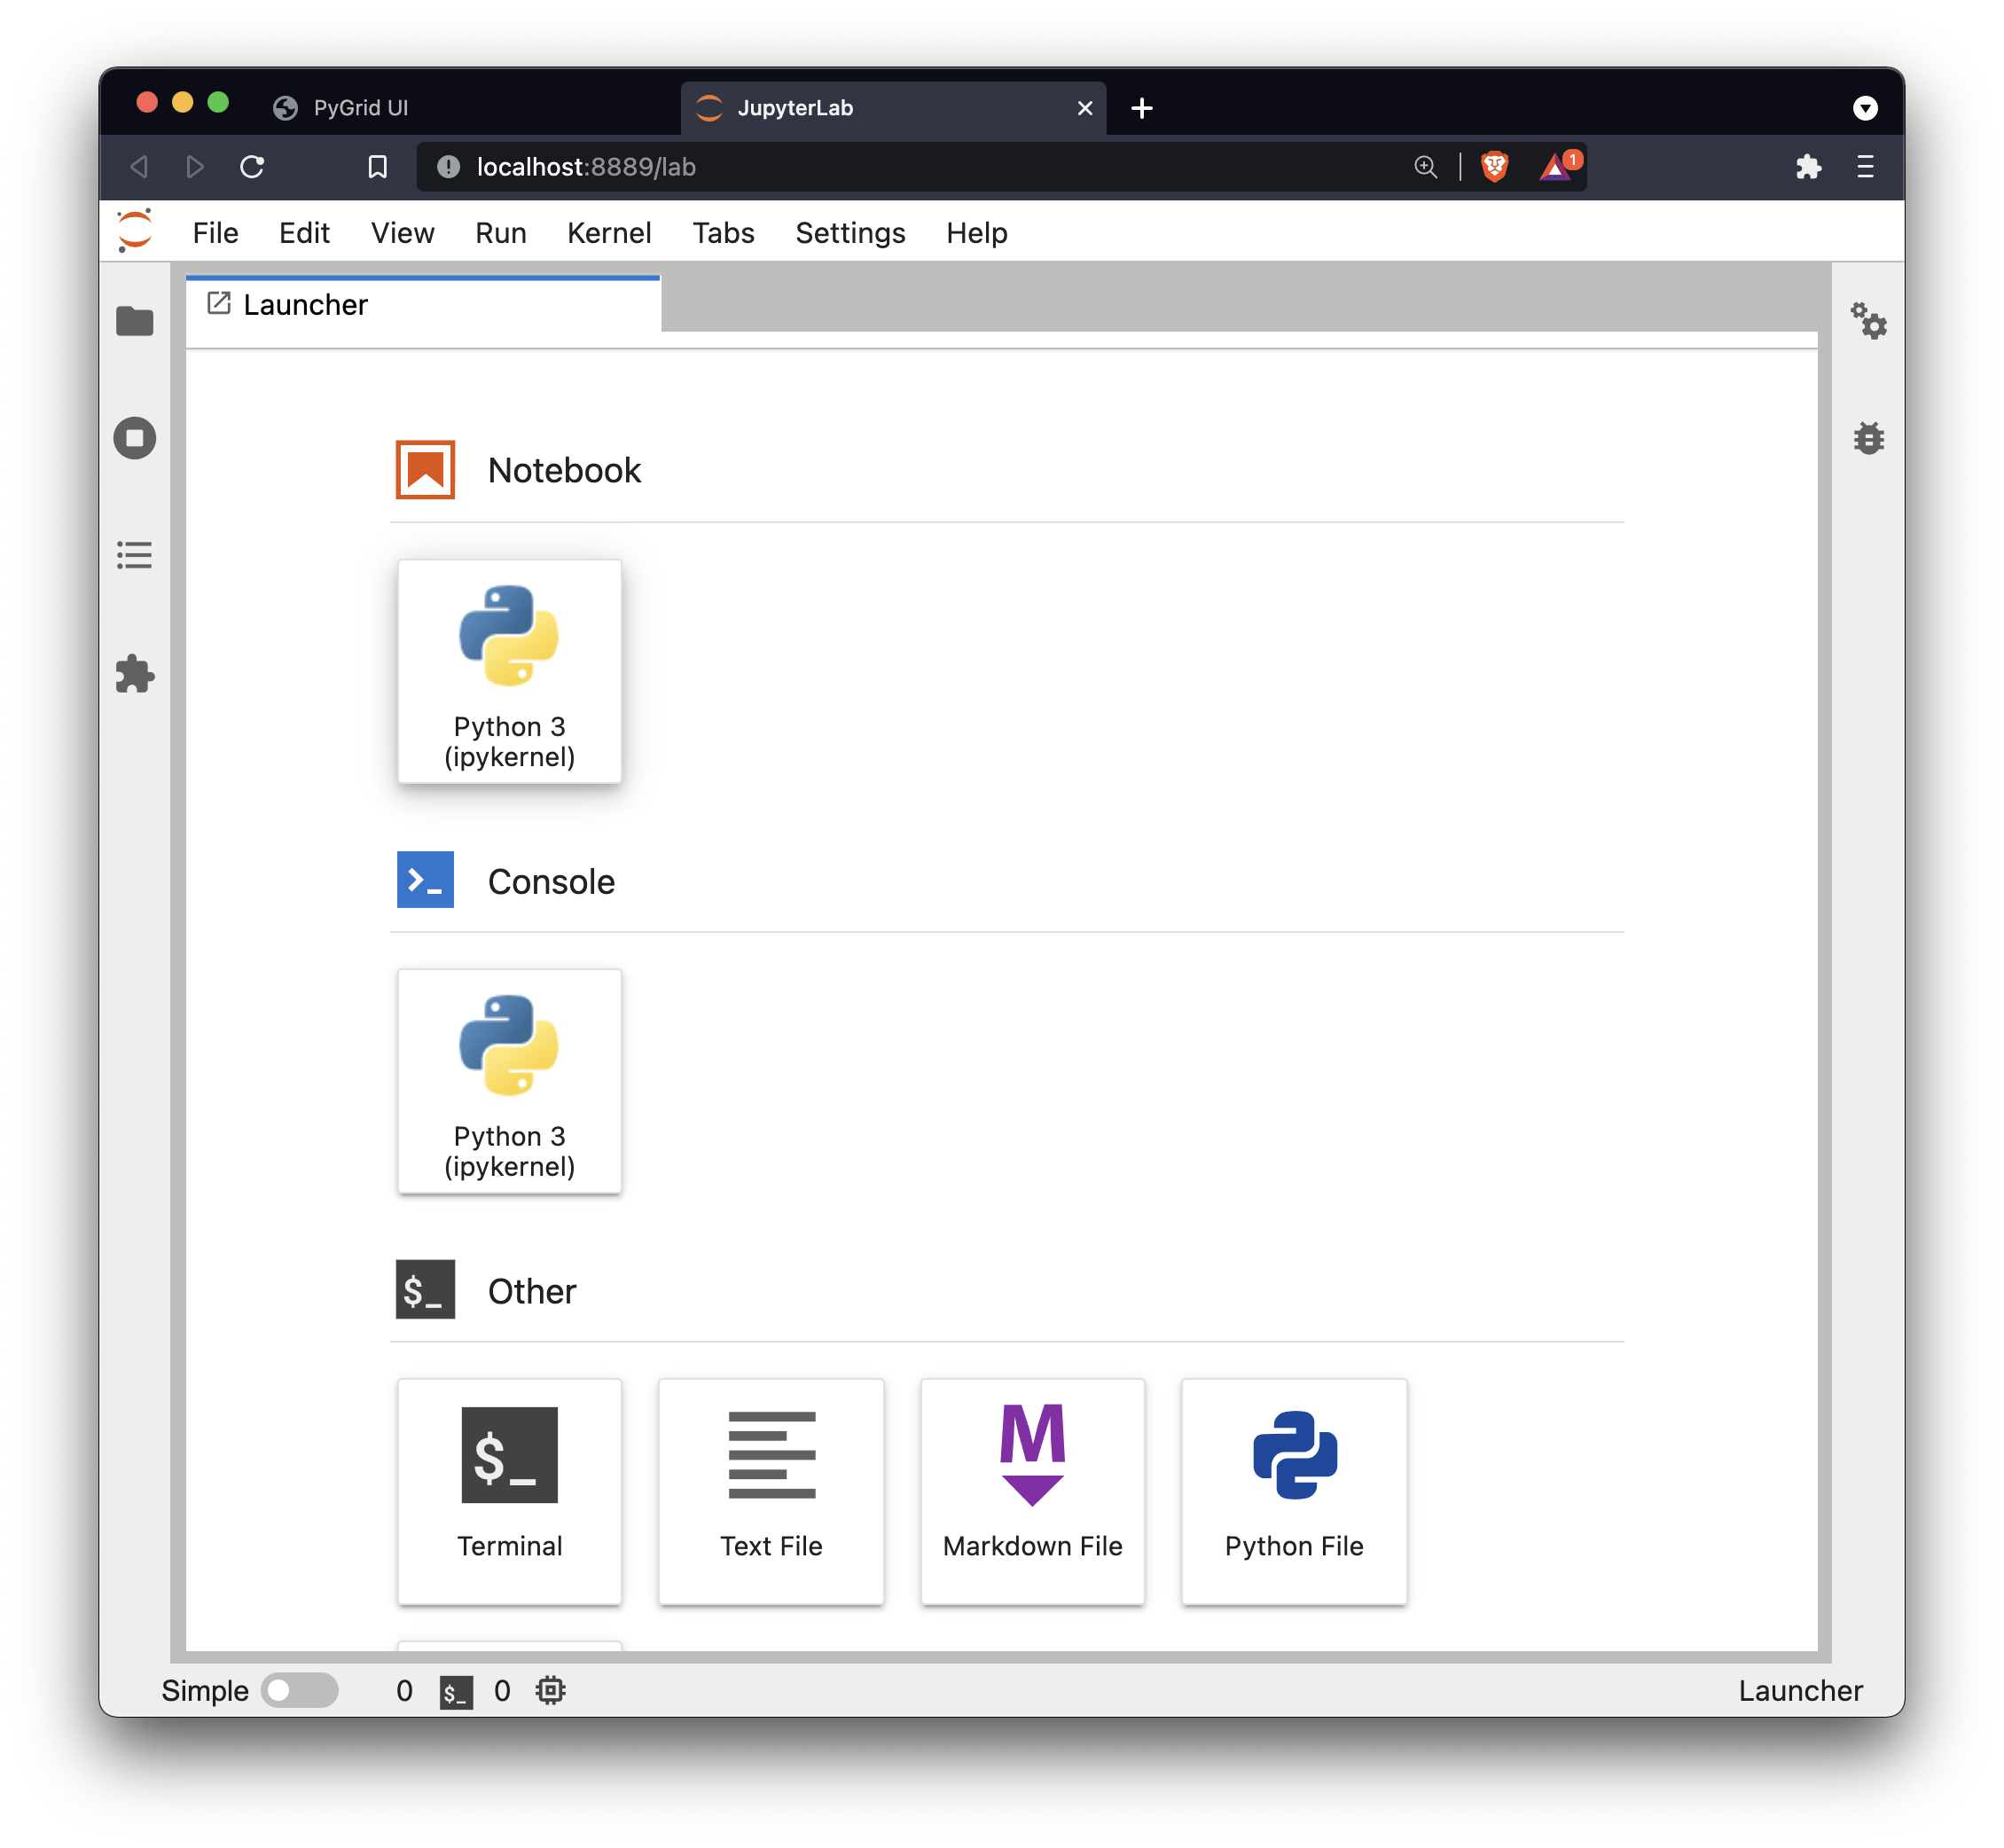 PyGrid UI
JupyterLab
localhost:8889/lab
1
File Edit View Run Kernel Tabs Settings Help
Launcher
Notebook
Python 3
(ipykernel)
Console
Python 3
(ipykernel)
$_ Other
$_
Terminal
Text File
M
Markdown File
Python File
Simple 0 $_ 0 Launcher